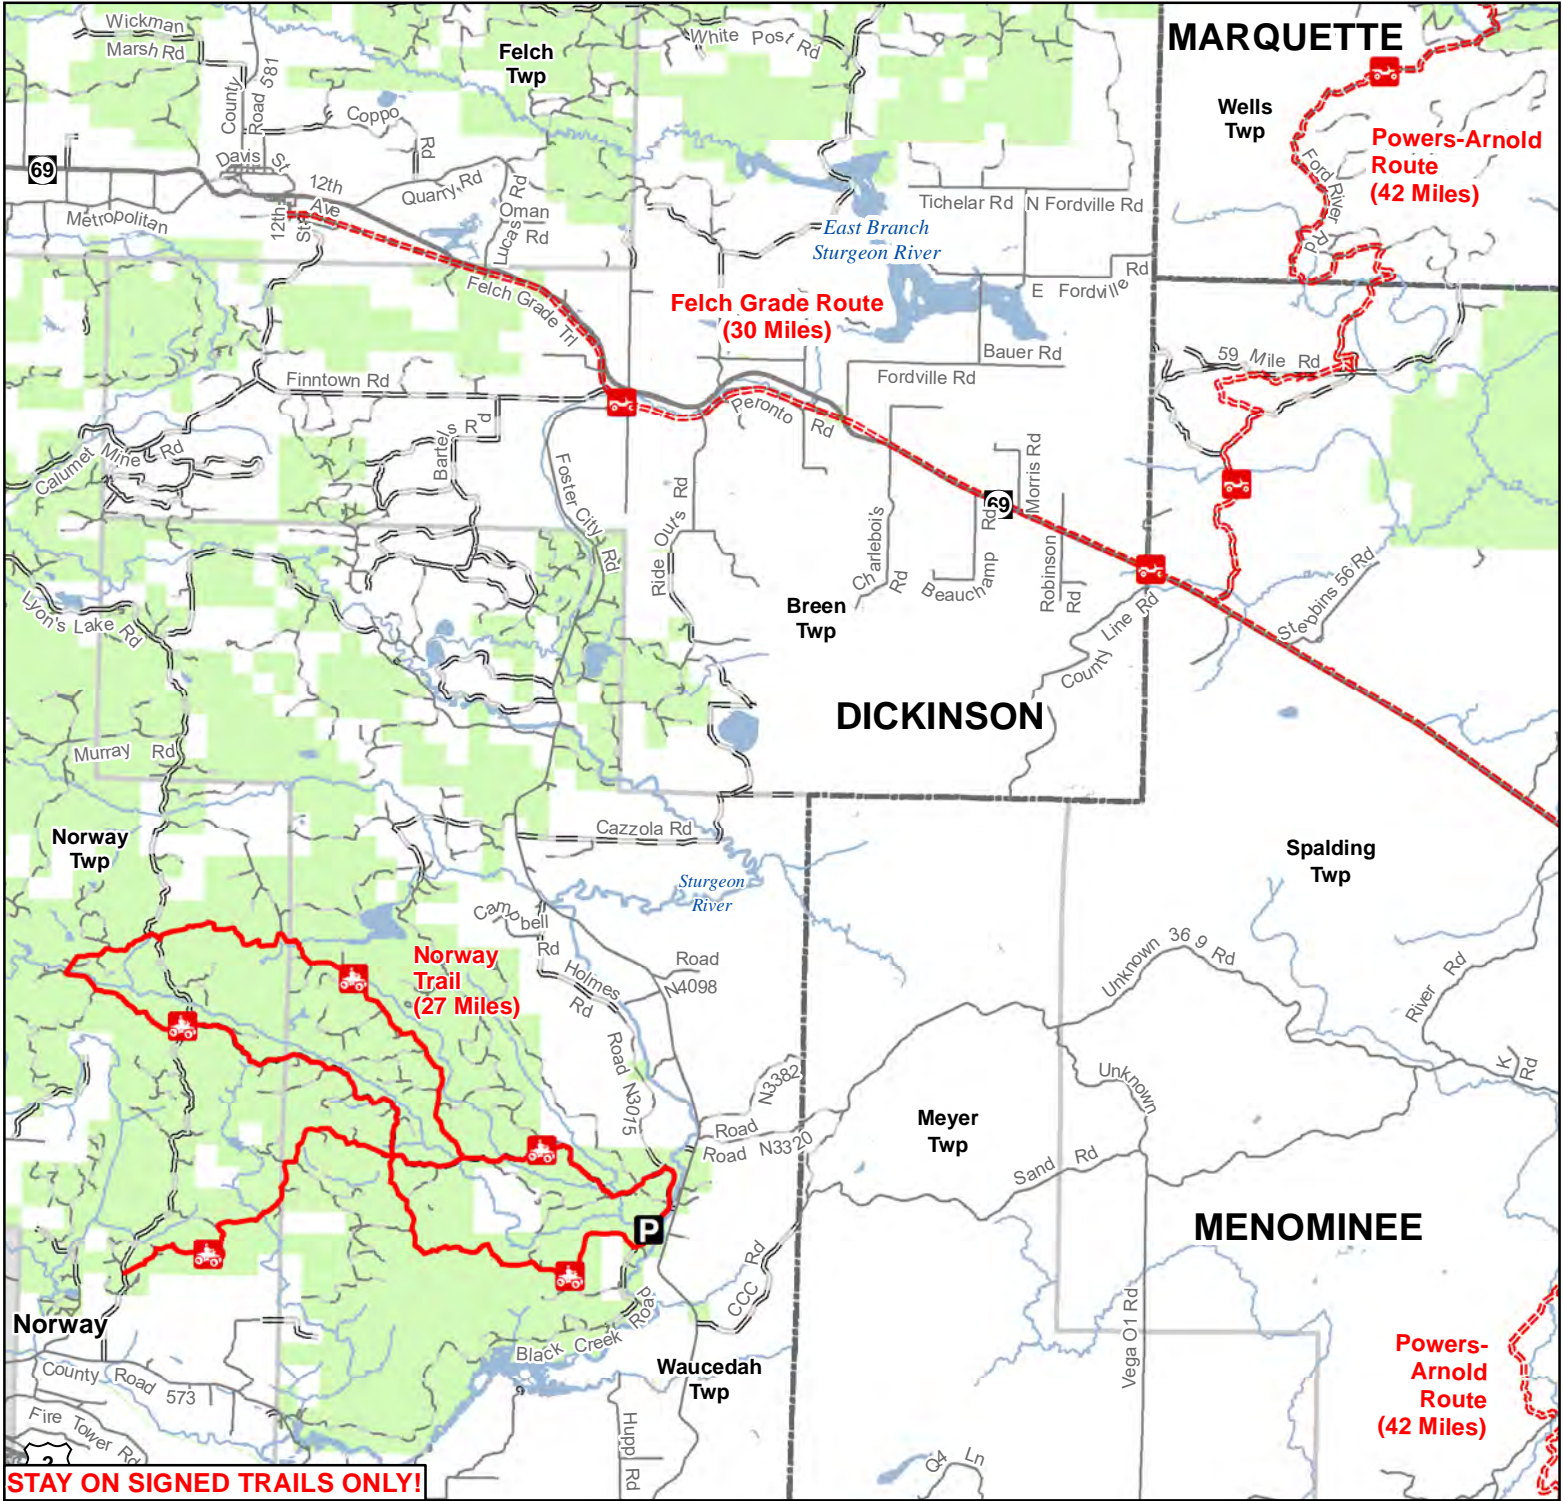 Wickman
Marsh Rd
County
Road 581
Felch
Twp
White Post Rd
MARQUETTE
Wells
Twp
Powers-Arnold
Route
(42 Miles)
Ford River Rd
Coppo
Rd
69
Davis St
12th
Ave
12th
St
Metropolitan
Quarry Rd
Lucas Rd
Oman
Rd
East Branch
Sturgeon River
Tichelar Rd
N Fordville Rd
E Fordville Rd
Felch Grade Trl
Felch Grade Route
(30 Miles)
Bauer Rd
Fordville Rd
59 Mile Rd
Finntown Rd
Peronto Rd
Calumet Mine Rd
Bartels Rd
Foster City Rd
Ride Our's Rd
Charleboi's
Rd
Beauchamp Rd
69
Morris Rd
Robinson
Rd
County Line Rd
Stebbins 56 Rd
Lyon's Lake Rd
Breen
Twp
DICKINSON
Murray Rd
Norway
Twp
Cazzola Rd
Sturgeon
River
Spalding
Twp
Campbell
Rd
Holmes
Rd
Road
N4098
Norway
Trail
(27 Miles)
Unknown 36 9 Rd
River Rd
K
Rd
Road N3015
N3382
Road
Road N3320
Unknown
Meyer
Twp
Sand Rd
P
MENOMINEE
CCC Rd
Vega O1 Rd
Norway
Black Creek Road
Waucedah
Twp
Powers-
Arnold
Route
(42 Miles)
County Road 573
Fire Tower Rd
Hupp Rd
Q4 Ln
2
STAY ON SIGNED TRAILS ONLY!